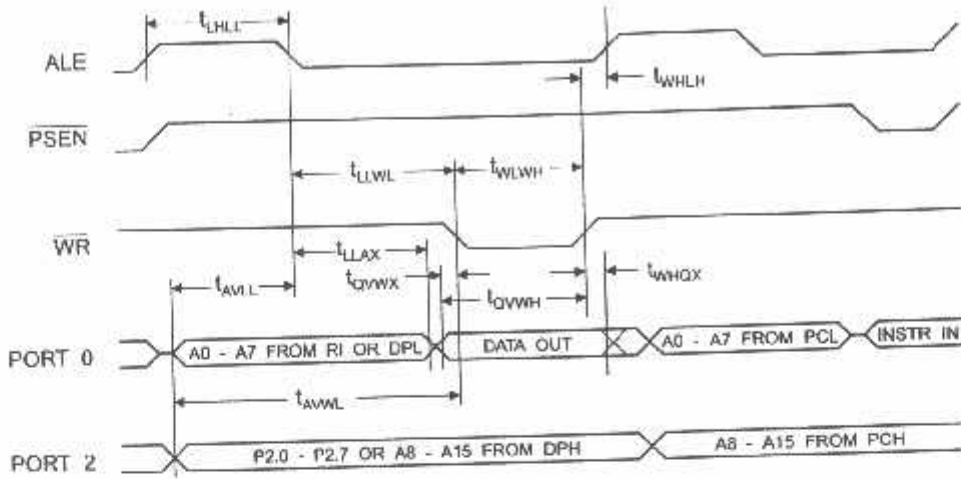 tLHLL
ALE
tWHLH
PSEN
tLLWL
tWLWH
WR
tLLAX
tQVWX
tWHQX
tAVLL
tQVWH
PORT 0
A0 - A7 FROM RI OR DPL
DATA OUT
A0 - A7 FROM PCL
INSTR IN
tAVWL
PORT 2
P2.0 - P2.7 OR A8 - A15 FROM DPH
A8 - A15 FROM PCH